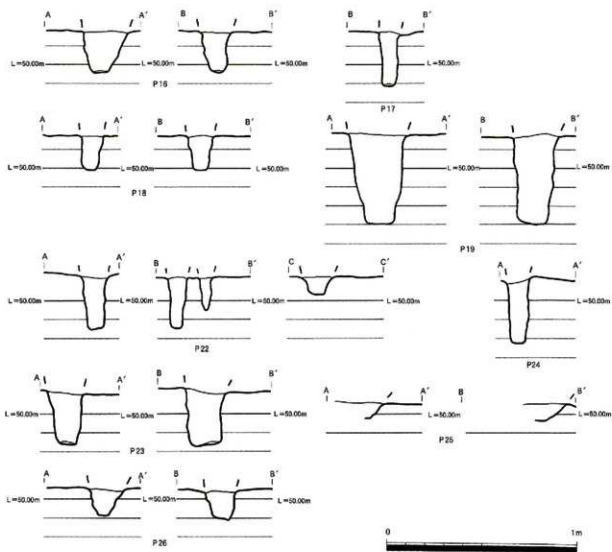 A A' B B' B B'
L=50.00m L=50.00m L=50.00m
P16 P17
A A' B B' A A' B B'
L=50.00m L=50.00m L=50.00m L=50.00m
P18 P19
A A' B B' C C' A A'
L=50.00m L=50.00m L=50.00m L=50.00m
P22 P24
A A' B B' A A' B B'
L=50.00m L=50.00m L=50.00m L=50.00m
P23 P25
A A' B B'
L=50.00m L=50.00m
P26
0 1m